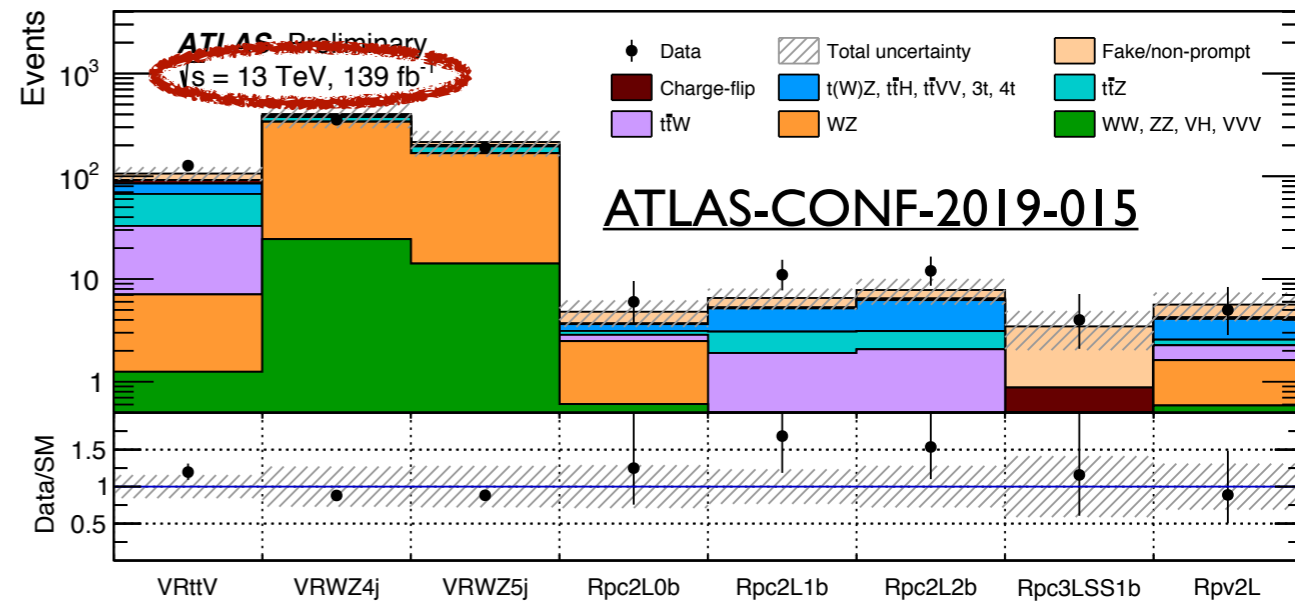 Events
10³
10²
10
1
ATLAS Preliminary
√s = 13 TeV, 139 fb⁻¹
Data
Total uncertainty
Fake/non-prompt
Charge-flip
t(W)Z, tt̄H, tt̄VV, 3t, 4t
tt̄Z
tt̄W
WZ
WW, ZZ, VH, VVV
ATLAS-CONF-2019-015
Data/SM
1.5
1
0.5
VRttV VRWZ4j VRWZ5j Rpc2L0b Rpc2L1b Rpc2L2b Rpc3LSS1b Rpv2L